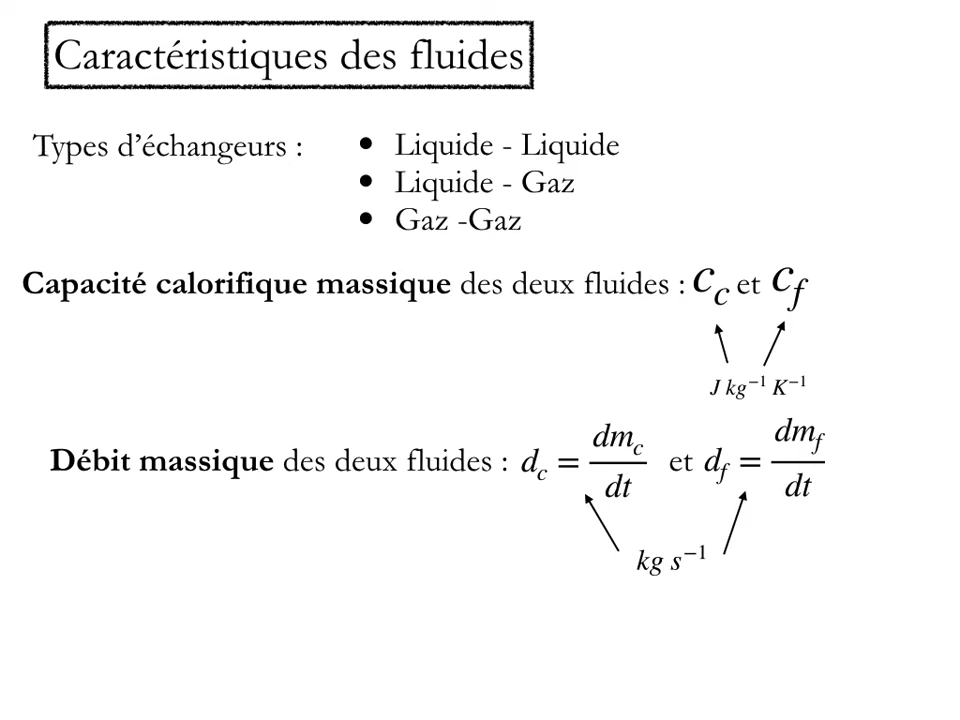 Caractéristiques des fluides
Types d'échangeurs :
• Liquide - Liquide
• Liquide - Gaz
• Gaz -Gaz
Capacité calorifique massique des deux fluides : c_c et c_f
J kg⁻¹ K⁻¹
Débit massique des deux fluides : d_c = dm_c/dt et d_f = dm_f/dt
kg s⁻¹